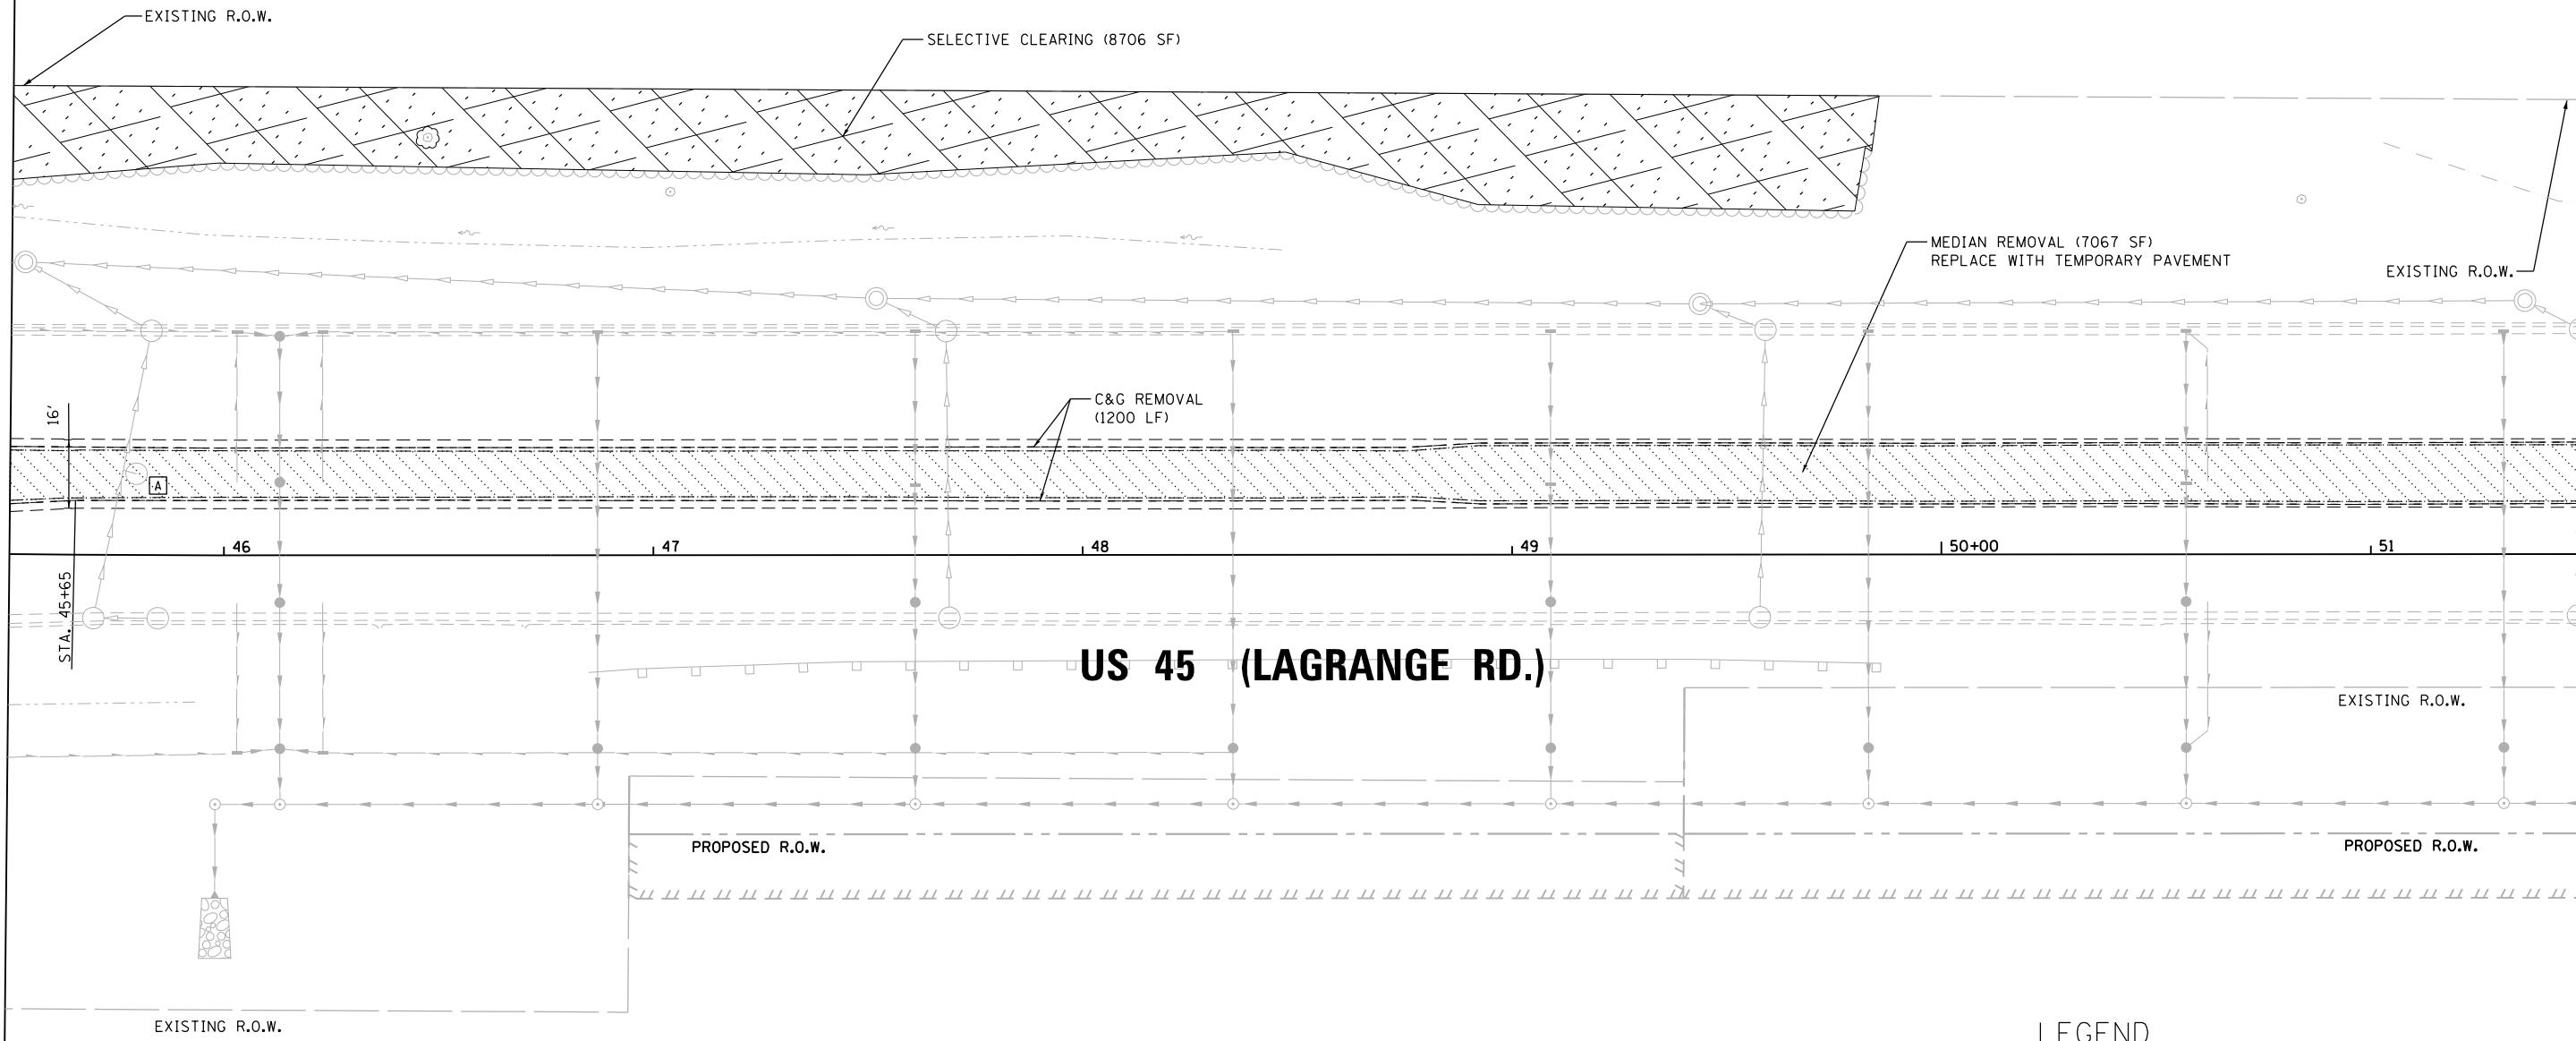 EXISTING R.O.W.
SELECTIVE CLEARING (8706 SF)
MEDIAN REMOVAL (7067 SF)
REPLACE WITH TEMPORARY PAVEMENT
EXISTING R.O.W.
C&G REMOVAL
(1200 LF)
16'
A
46
47
48
49
50+00
51
STA. 45+65
US 45 (LAGRANGE RD.)
EXISTING R.O.W.
PROPOSED R.O.W.
PROPOSED R.O.W.
EXISTING R.O.W.
LEGEND